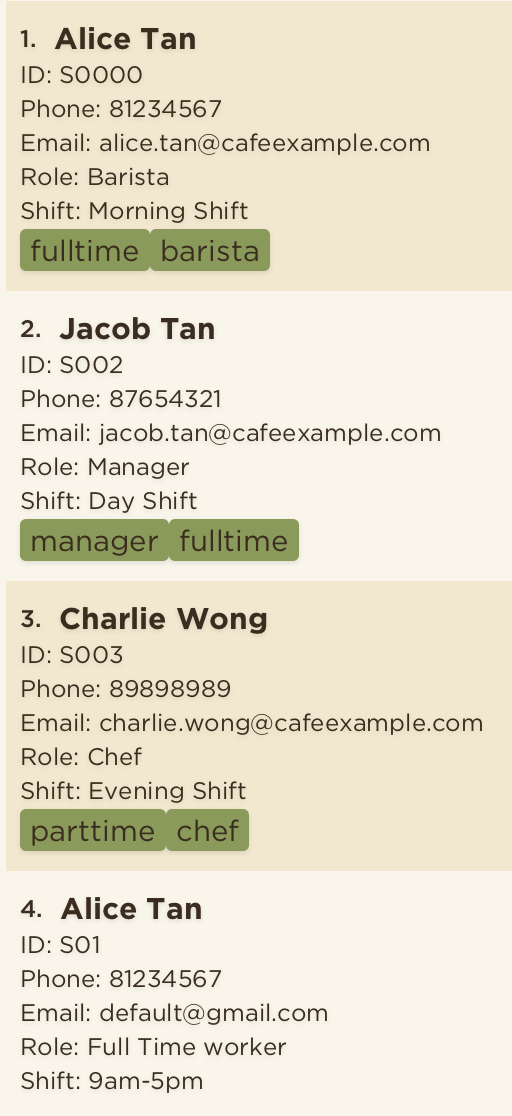 1. Alice Tan
ID: S0000
Phone: 81234567
Email: alice.tan@cafeexample.com
Role: Barista
Shift: Morning Shift
fulltime barista
2. Jacob Tan
ID: S002
Phone: 87654321
Email: jacob.tan@cafeexample.com
Role: Manager
Shift: Day Shift
manager fulltime
3. Charlie Wong
ID: S003
Phone: 89898989
Email: charlie.wong@cafeexample.com
Role: Chef
Shift: Evening Shift
parttime chef
4. Alice Tan
ID: S01
Phone: 81234567
Email: default@gmail.com
Role: Full Time worker
Shift: 9am-5pm